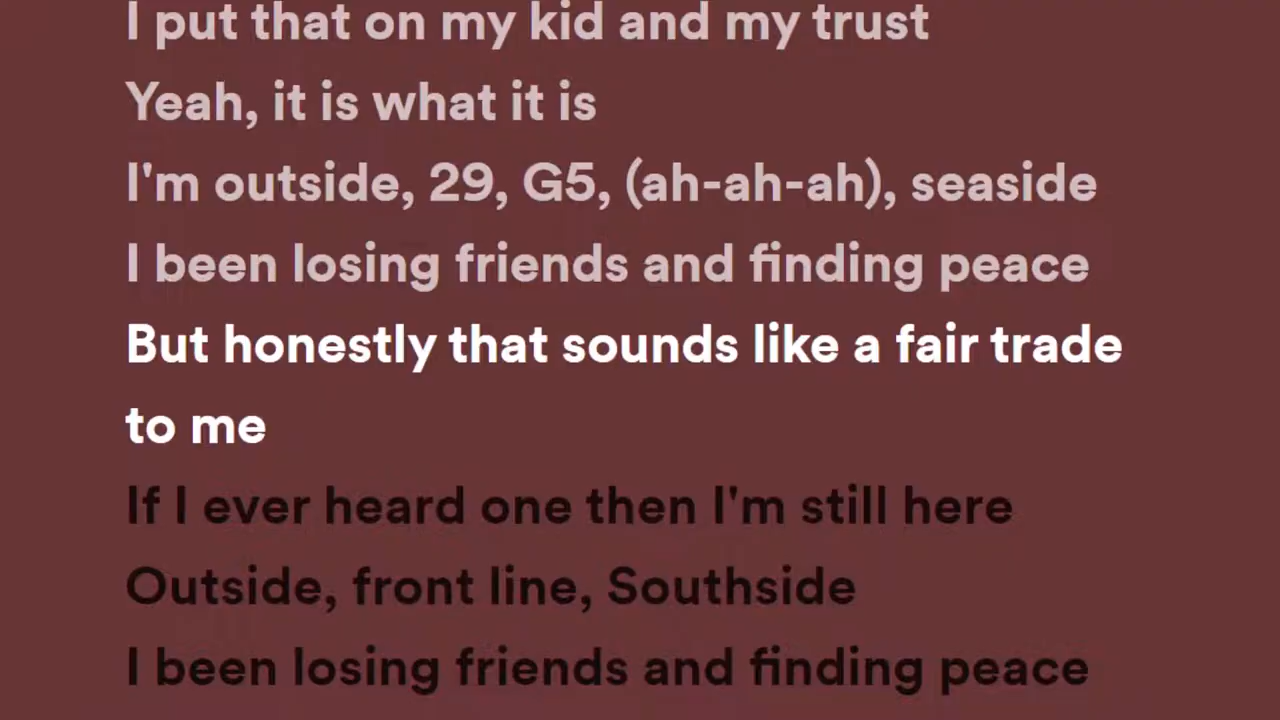 I put that on my kid and my trust
Yeah, it is what it is
I'm outside, 29, G5, (ah-ah-ah), seaside
I been losing friends and finding peace
But honestly that sounds like a fair trade
to me
If I ever heard one then I'm still here
Outside, front line, Southside
I been losing friends and finding peace